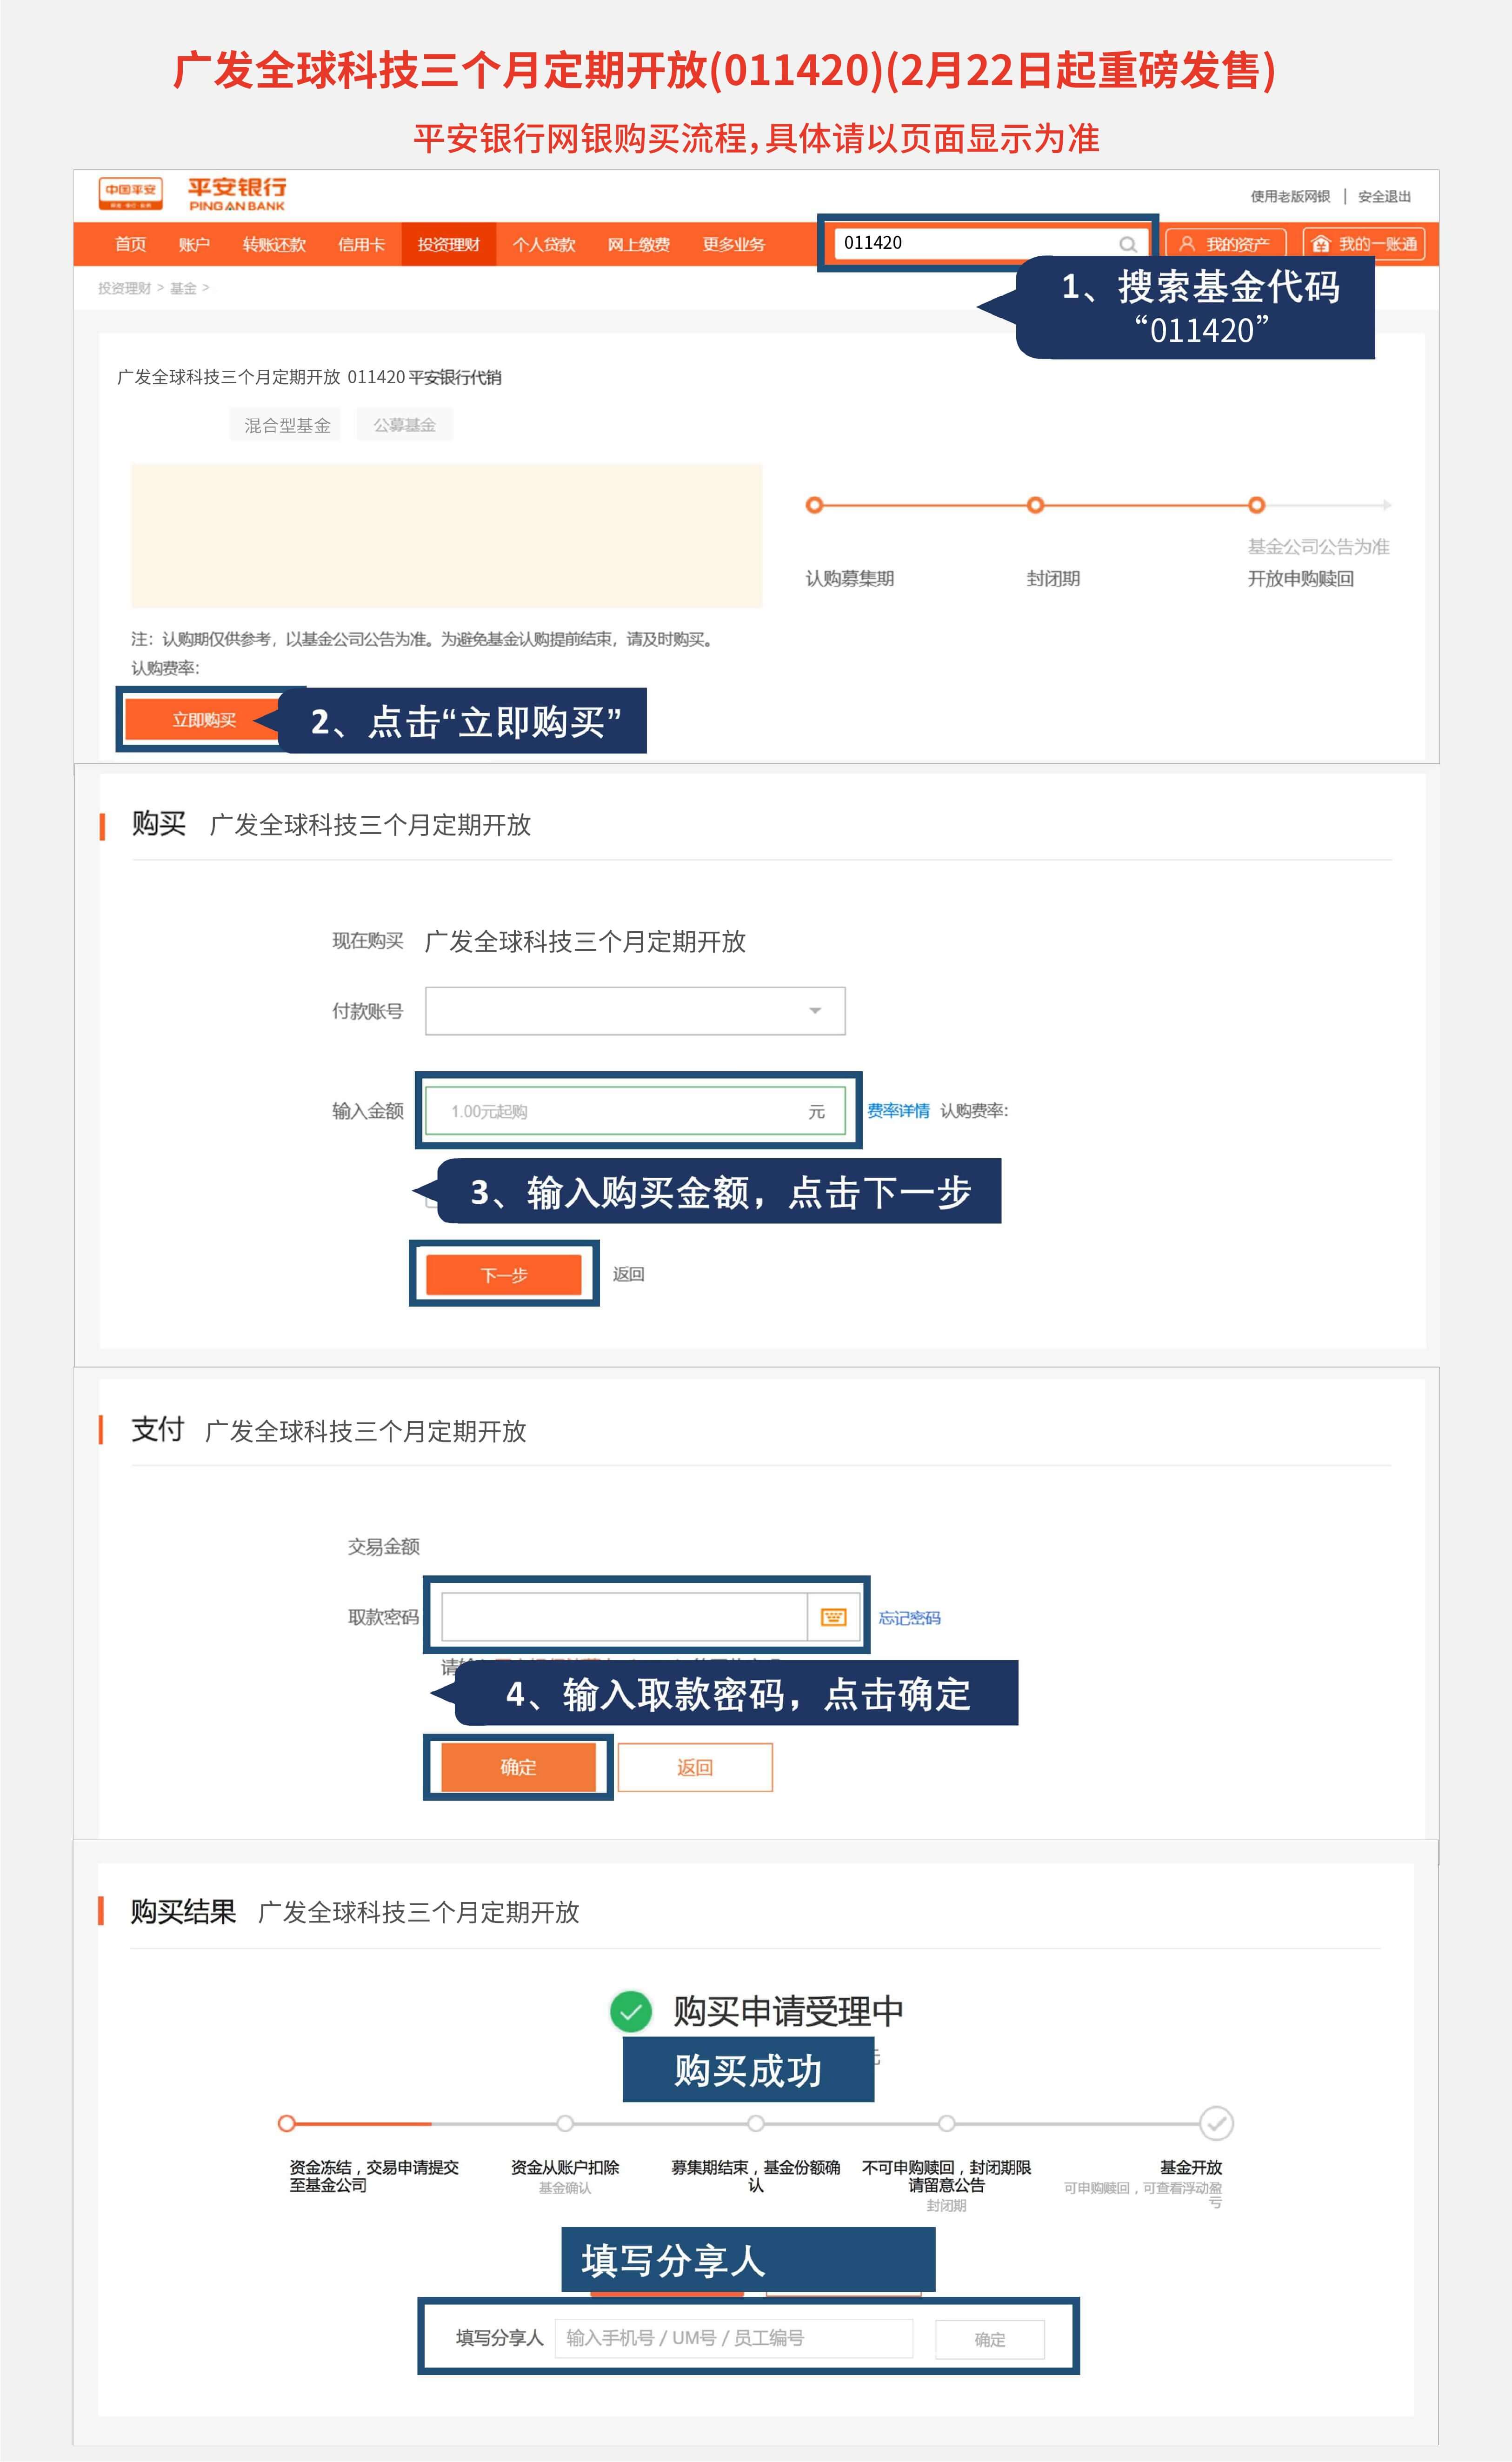 广发全球科技三个月定期开放(011420)(2月22日起重磅发售)
平安银行网银购买流程,具体请以页面显示为准
中国平安 平安银行
PING AN BANK
使用老版网银 | 安全退出
首页 账户 转账还款 信用卡 投资理财 个人贷款 网上缴费 更多业务 011420 我的资产 我的一账通
投资理财 > 基金 >
1、搜索基金代码
“011420”
广发全球科技三个月定期开放 011420 平安银行代销
混合型基金 公募基金
基金公司公告为准
认购募集期 封闭期 开放申购赎回
注：认购期仅供参考，以基金公司公告为准。为避免基金认购提前结束，请及时购买。
认购费率：
立即购买 2、点击“立即购买”
购买 广发全球科技三个月定期开放
现在购买 广发全球科技三个月定期开放
付款账号
输入金额 1.00元起购 元 费率详情 认购费率：
3、输入购买金额，点击下一步
下一步 返回
支付 广发全球科技三个月定期开放
交易金额
取款密码 忘记密码
4、输入取款密码，点击确定
确定 返回
购买结果 广发全球科技三个月定期开放
购买申请受理中
购买成功
资金冻结，交易申请提交 资金从账户扣除 募集期结束，基金份额确 不可申购赎回，封闭期限 基金开放
至基金公司 基金确认 认 请留意公告 可申购赎回，可查看浮动盈
封闭期 亏
填写分享人
填写分享人 输入手机号 / UM号 / 员工编号 确定